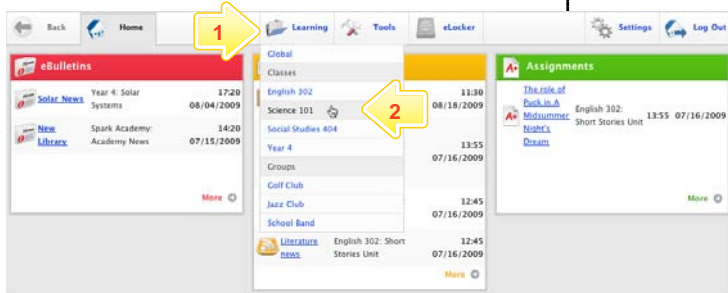 Back
Home
1
Learning
Tools
eLocker
Settings
Log Out
eBulletins
Solar News
Year 4: Solar Systems
17:20
08/04/2009
New Library
Spark Academy: Academy News
14:20
07/15/2009
More
Global
Classes
English 302
Science 101
2
Social Studies 404
Year 4
Groups
Golf Club
Jazz Club
School Band
11:30
08/18/2009
13:55
07/16/2009
12:45
07/16/2009
Literature news
English 302: Short Stories Unit
12:45
07/16/2009
More
Assignments
The role of
Puck in A
Midsummer
Night's
Dream
English 302:
Short Stories Unit
13:55 07/16/2009
More